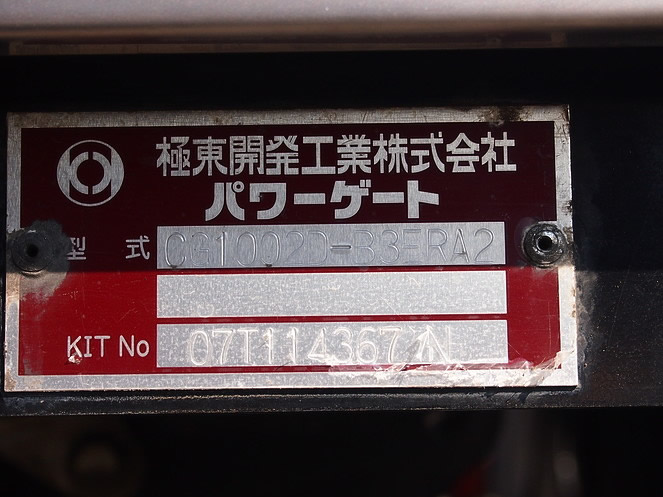 極東開発工業株式会社
パワーゲート
型 式 CG1002D-B3ERA2
KIT No